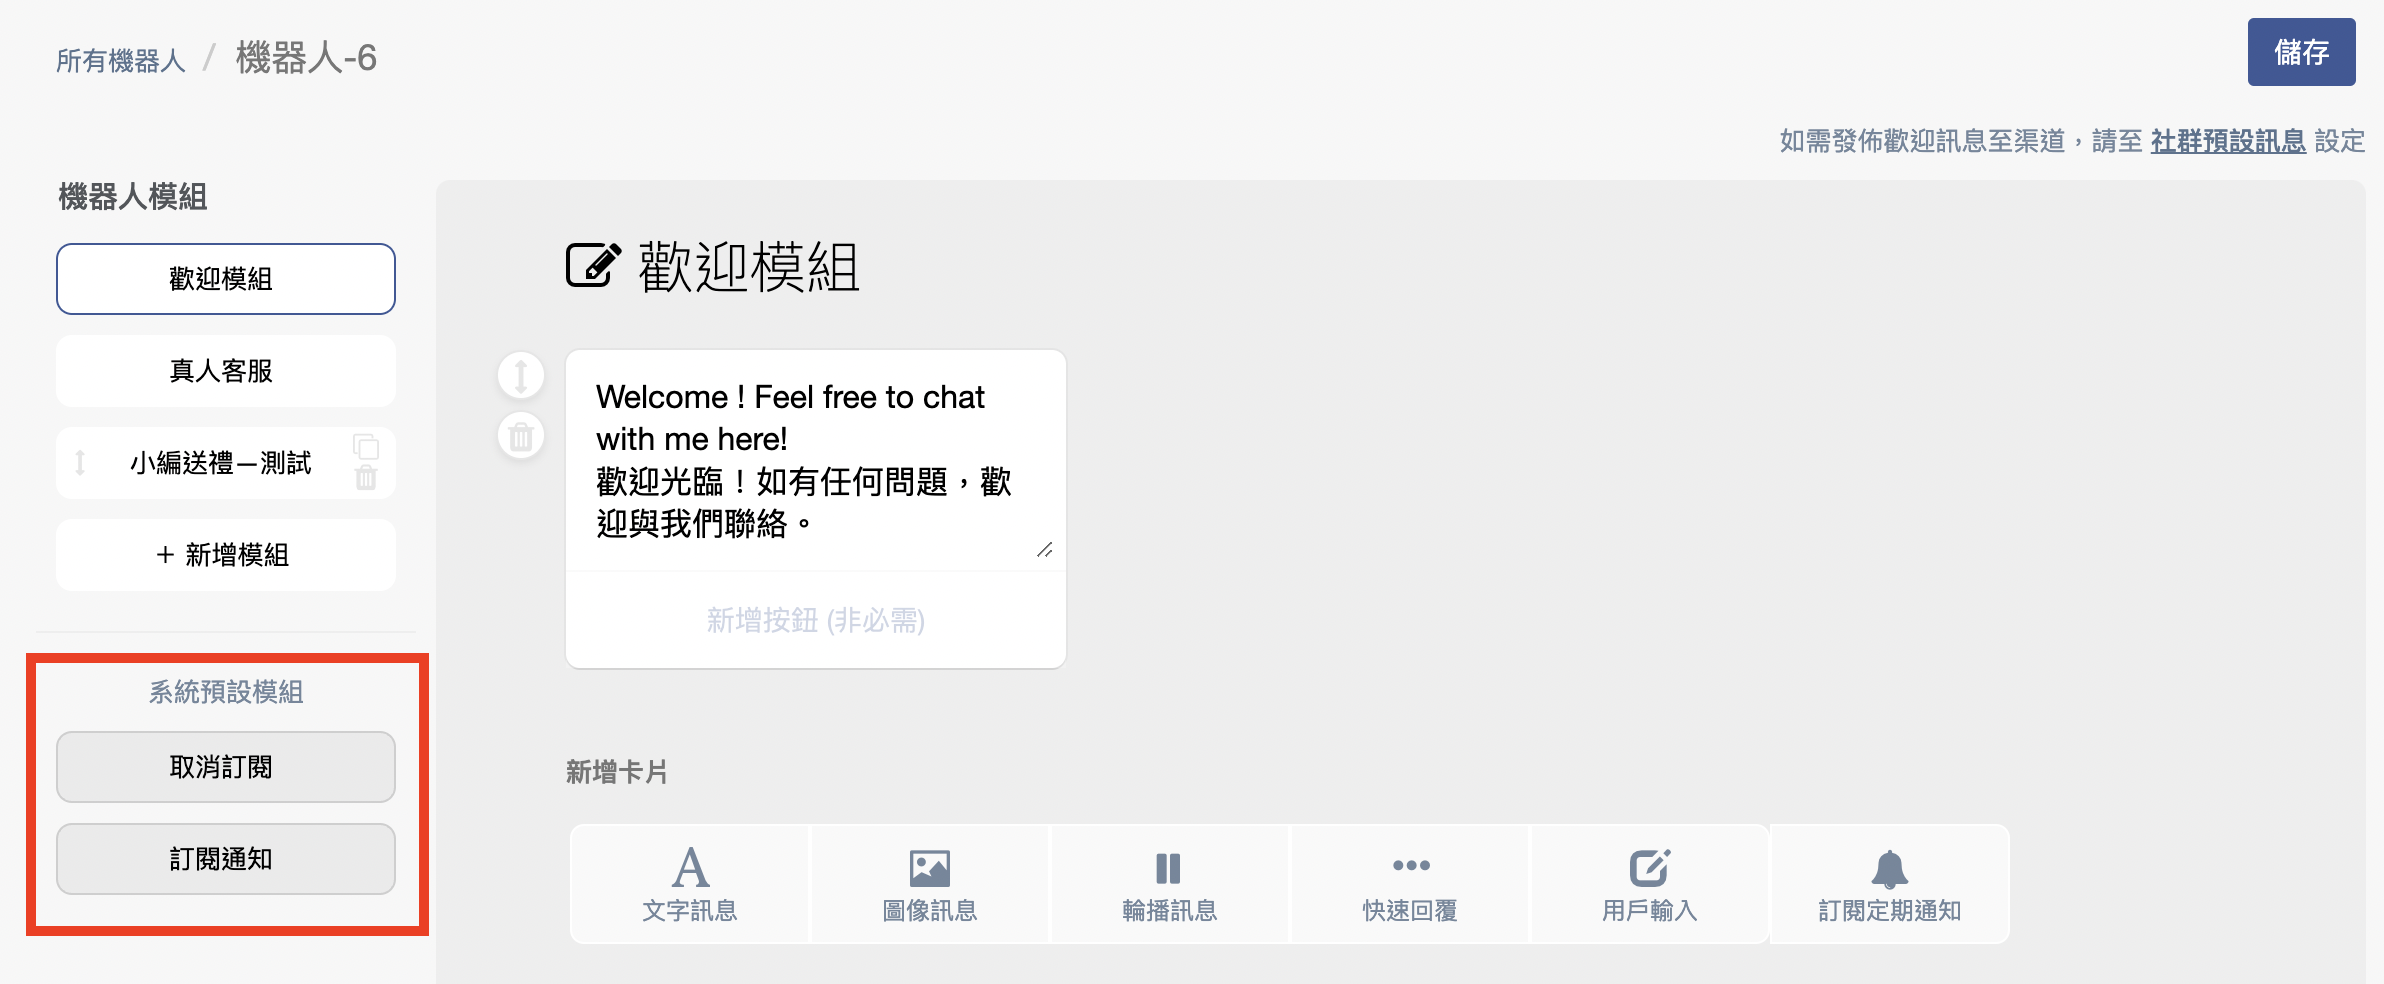 所有機器人 / 機器人-6
儲存
如需發佈歡迎訊息至渠道，請至 社群預設訊息 設定
機器人模組
歡迎模組
真人客服
小編送禮－測試
+ 新增模組
系統預設模組
取消訂閱
訂閱通知
歡迎模組
Welcome ! Feel free to chat
with me here!
歡迎光臨！如有任何問題，歡
迎與我們聯絡。
新增按鈕 (非必需)
新增卡片
文字訊息
圖像訊息
輪播訊息
快速回覆
用戶輸入
訂閱定期通知